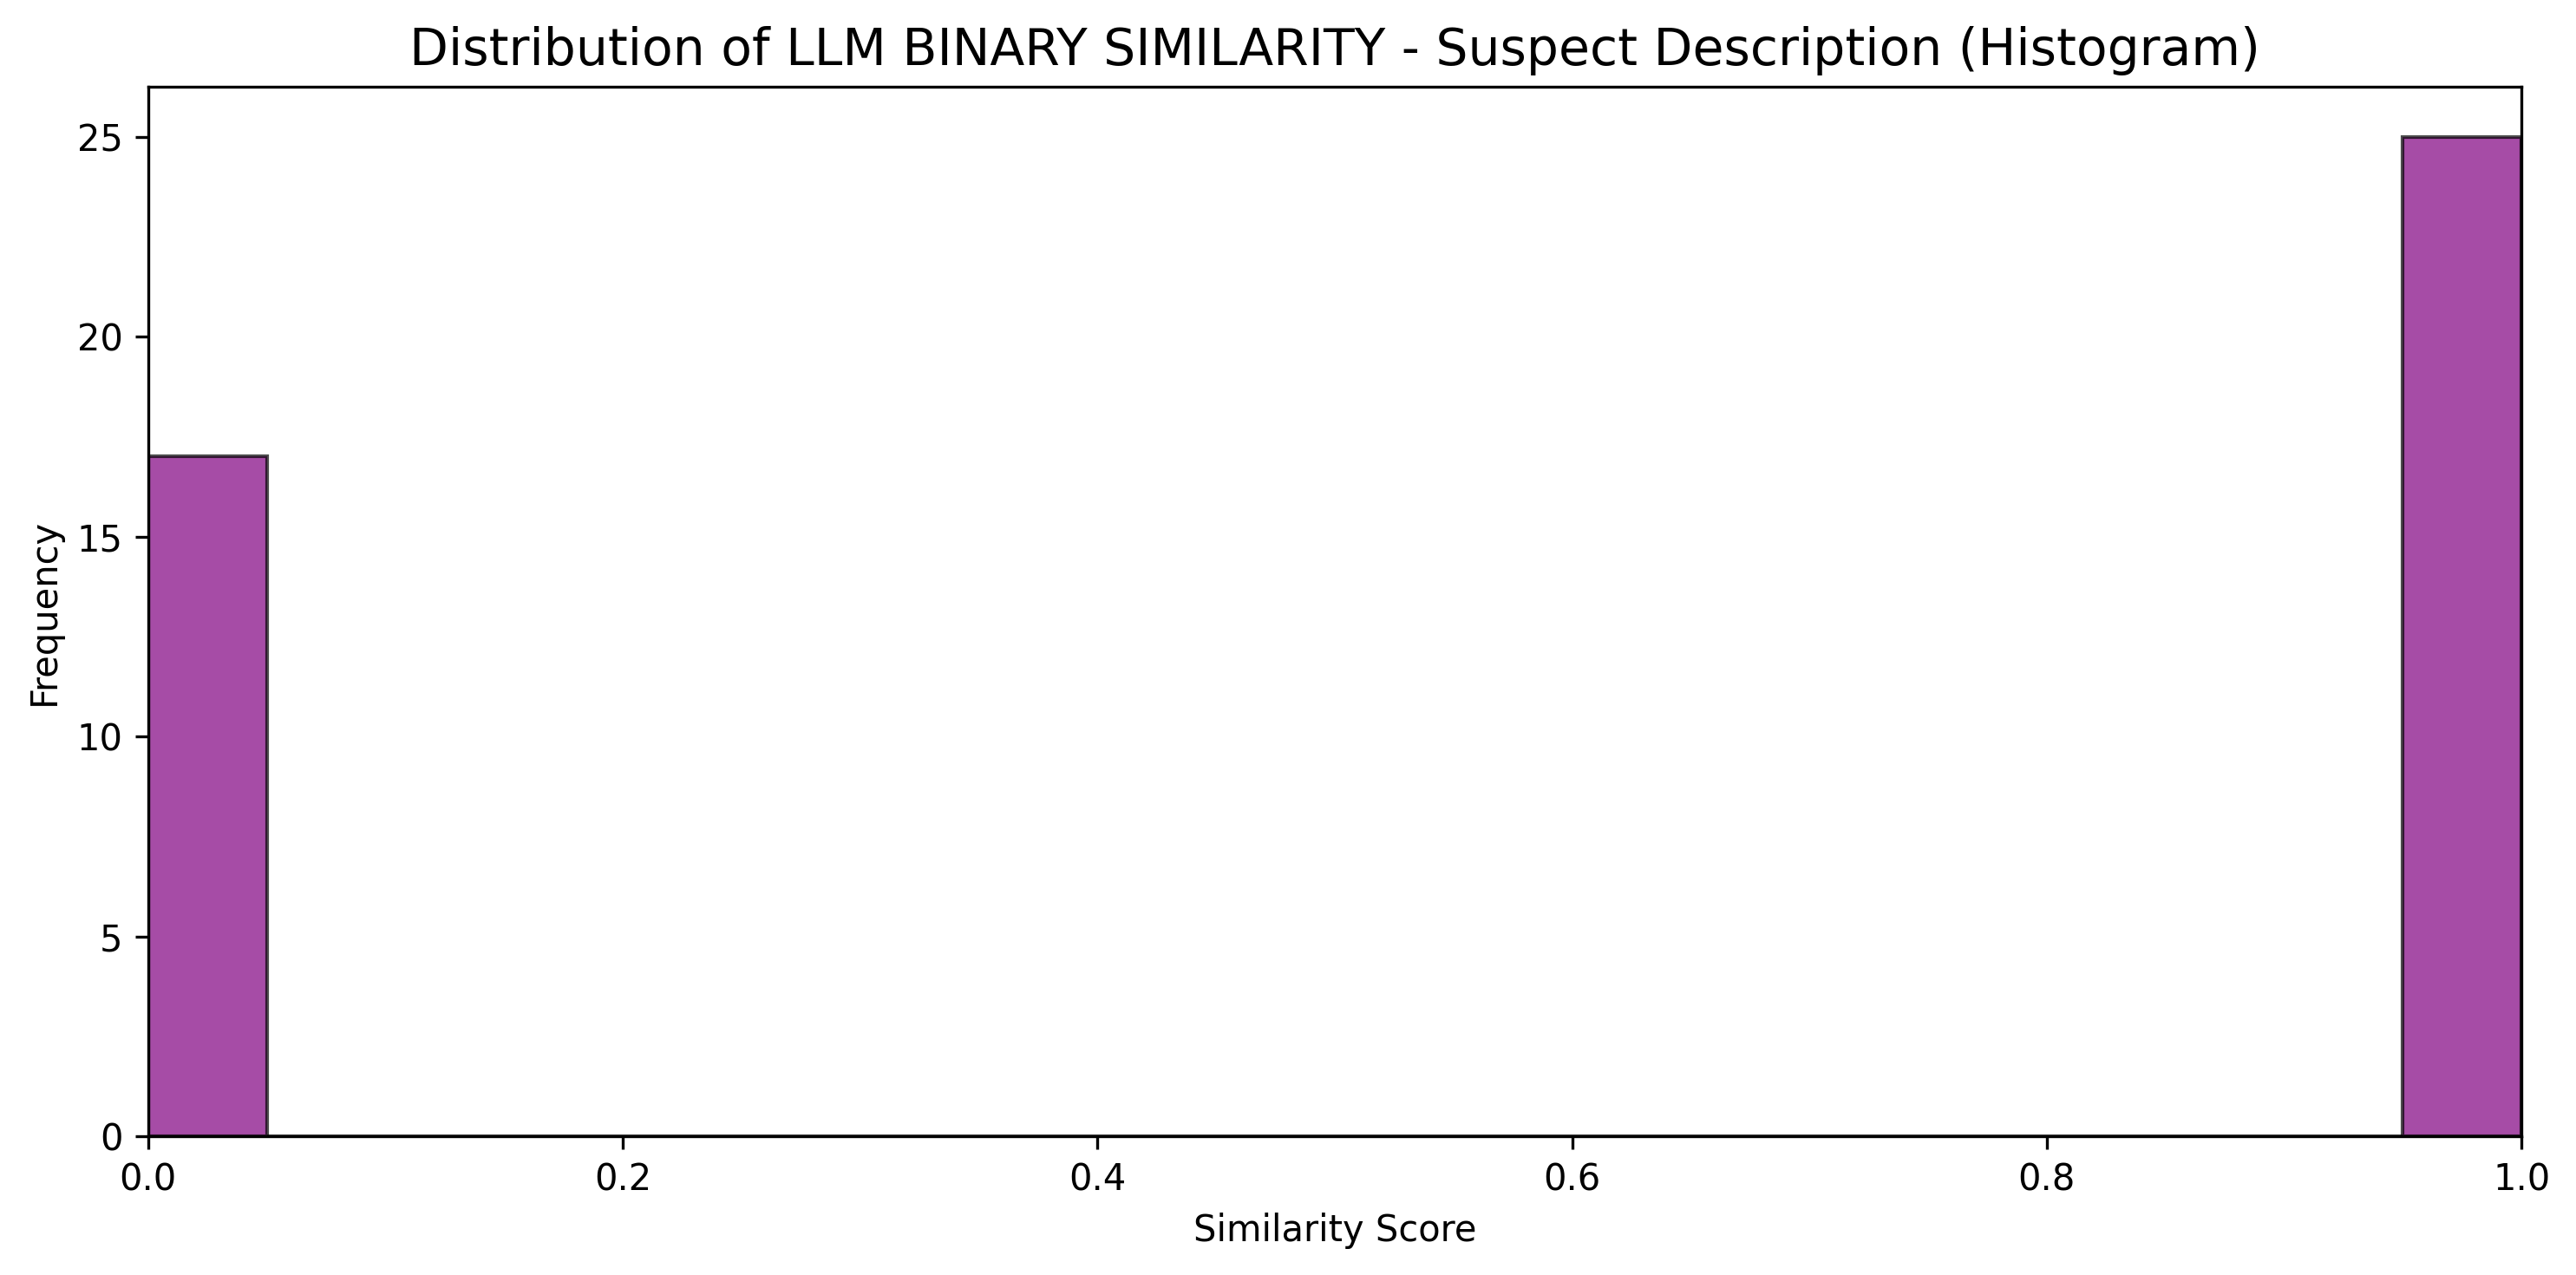 Distribution of LLM BINARY SIMILARITY - Suspect Description (Histogram)
25
20
15
10
5
0
Frequency
0.0 0.2 0.4 0.6 0.8 1.0
Similarity Score